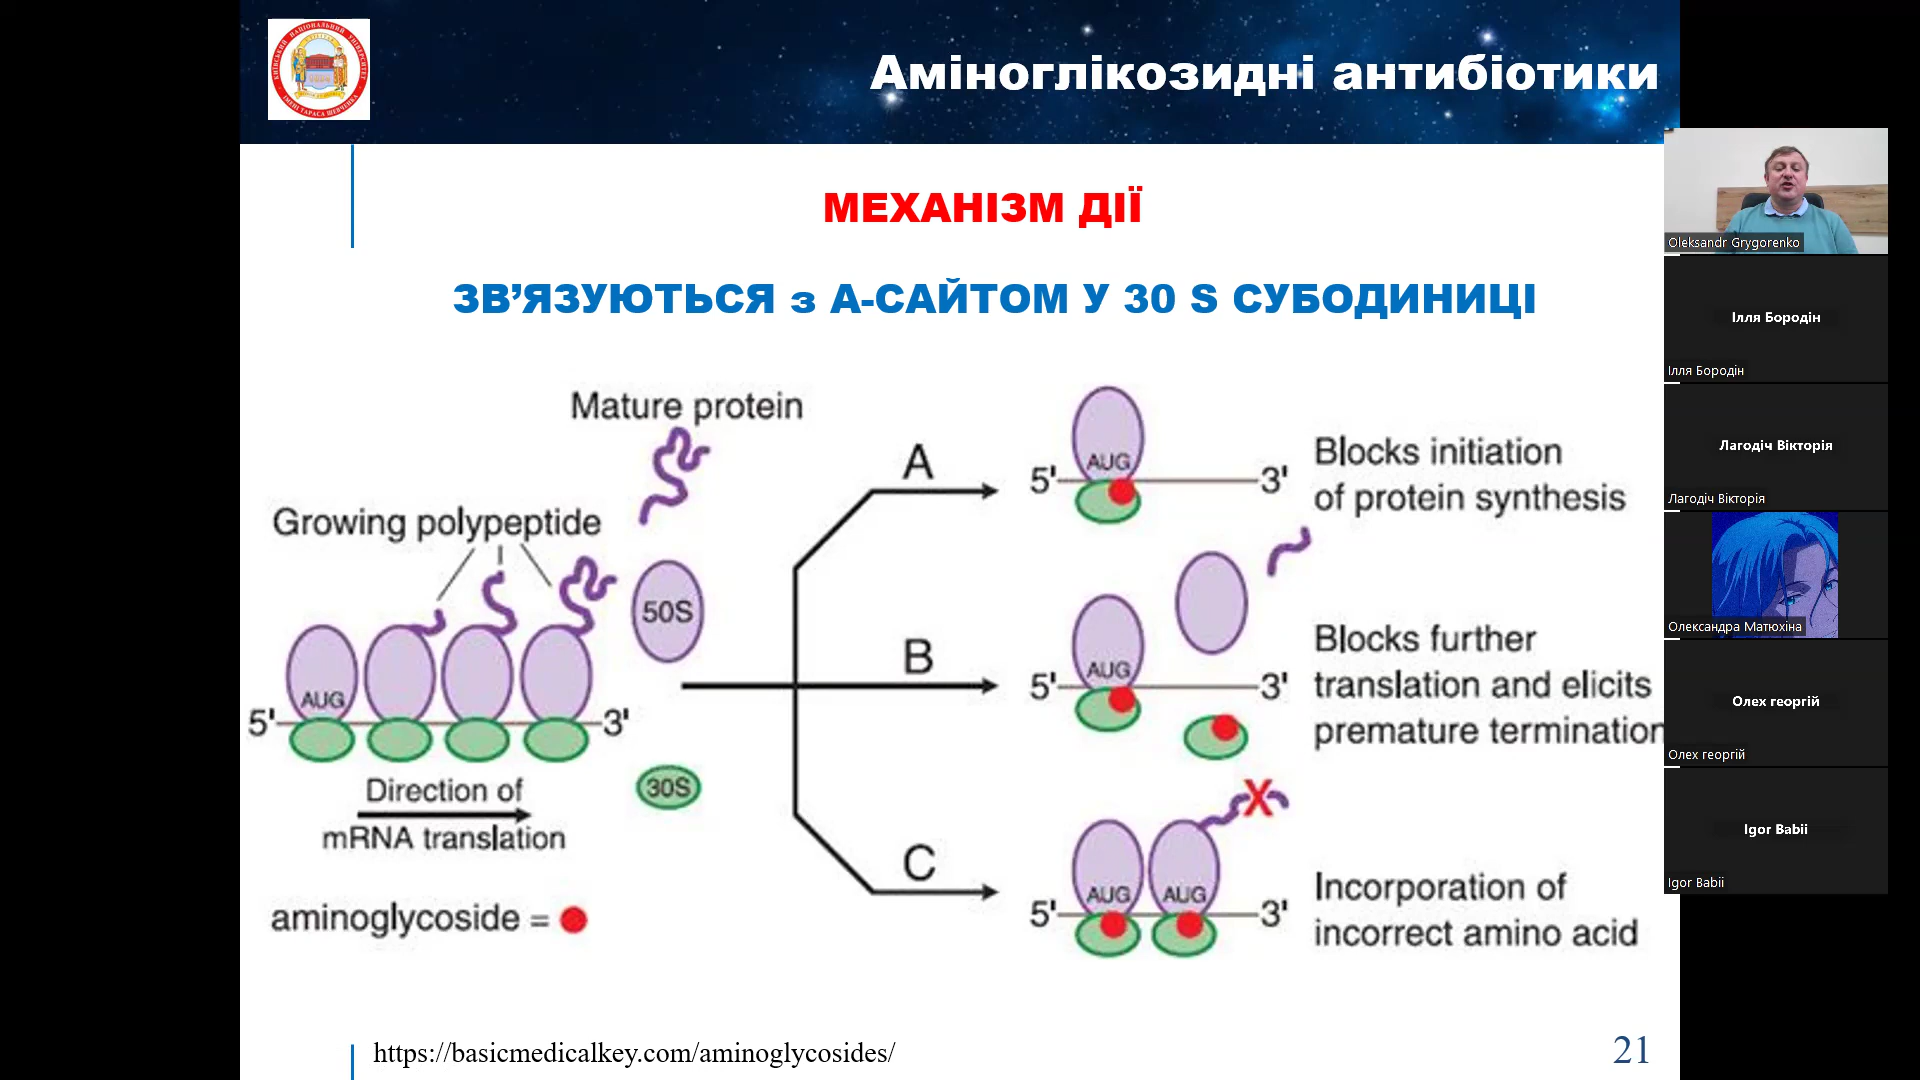 Аміноглікозидні антибіотики
МЕХАНІЗМ ДІЇ
ЗВ’ЯЗУЮТЬСЯ з А-САЙТОМ У 30 S СУБОДИНИЦІ
Mature protein
Growing polypeptide
50S
AUG
5'
3'
30S
Direction of
mRNA translation
aminoglycoside =
A
AUG
5'
3'
Blocks initiation
of protein synthesis
B
AUG
5'
3'
Blocks further
translation and elicits
premature termination
C
X
AUG
AUG
5'
3'
Incorporation of
incorrect amino acid
https://basicmedicalkey.com/aminoglycosides/
21
Oleksandr Grygorenko
Ілля Бородін
Ілля Бородін
Лагодіч Вікторія
Лагодіч Вікторія
Олександра Матюхіна
Олех георгій
Олех георгій
Igor Babii
Igor Babii